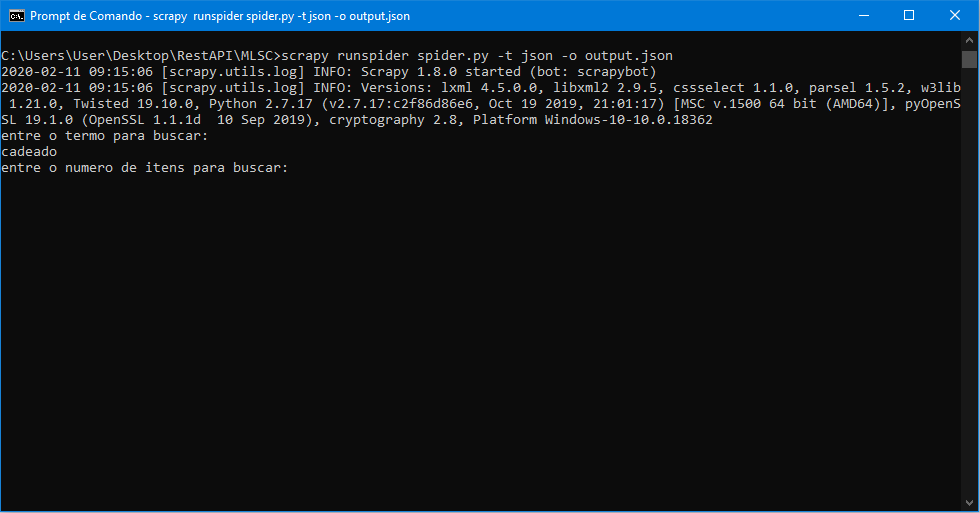 Prompt de Comando - scrapy  runspider spider.py -t json -o output.json
C:\Users\User\Desktop\RestAPI\MLSC>scrapy runspider spider.py -t json -o output.json
2020-02-11 09:15:06 [scrapy.utils.log] INFO: Scrapy 1.8.0 started (bot: scrapybot)
2020-02-11 09:15:06 [scrapy.utils.log] INFO: Versions: lxml 4.5.0.0, libxml2 2.9.5, cssselect 1.1.0, parsel 1.5.2, w3lib
 1.21.0, Twisted 19.10.0, Python 2.7.17 (v2.7.17:c2f86d86e6, Oct 19 2019, 21:01:17) [MSC v.1500 64 bit (AMD64)], pyOpenS
SL 19.1.0 (OpenSSL 1.1.1d  10 Sep 2019), cryptography 2.8, Platform Windows-10-10.0.18362
entre o termo para buscar:
cadeado
entre o numero de itens para buscar: